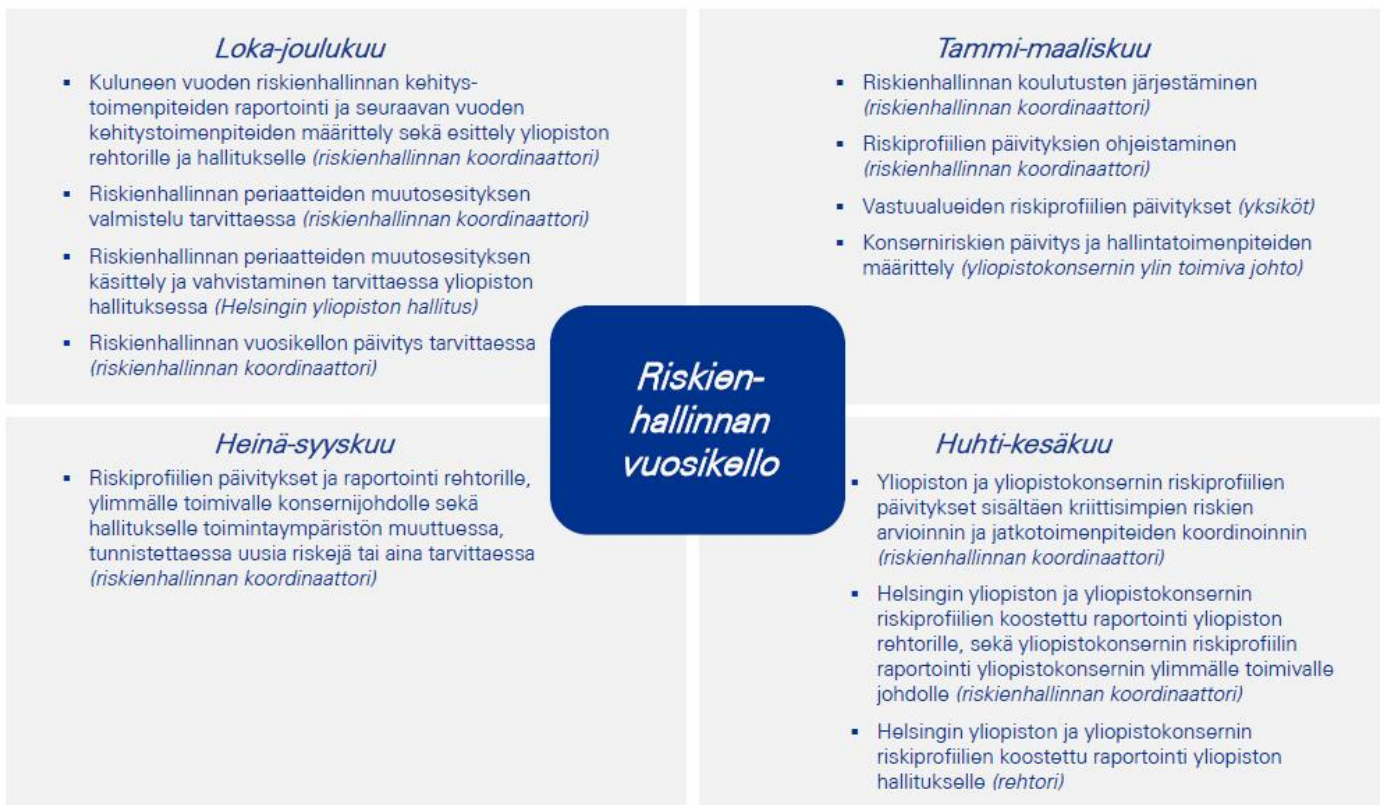 Loka-joulukuu
▪ Kuluneen vuoden riskienhallinnan kehitys-
toimenpiteiden raportointi ja seuraavan vuoden
kehitystoimenpiteiden määrittely sekä esittely yliopiston
rehtorille ja hallitukselle (riskienhallinnan koordinaattori)
▪ Riskienhallinnan periaatteiden muutosesityksen
valmistelu tarvittaessa (riskienhallinnan koordinaattori)
▪ Riskienhallinnan periaatteiden muutosesityksen
käsittely ja vahvistaminen tarvittaessa yliopiston
hallituksessa (Helsingin yliopiston hallitus)
▪ Riskienhallinnan vuosikellon päivitys tarvittaessa
(riskienhallinnan koordinaattori)
Tammi-maaliskuu
▪ Riskienhallinnan koulutusten järjestäminen
(riskienhallinnan koordinaattori)
▪ Riskiprofiilien päivityksien ohjeistaminen
(riskienhallinnan koordinaattori)
▪ Vastuualueiden riskiprofiilien päivitykset (yksiköt)
▪ Konserniriskien päivitys ja hallintatoimenpiteiden
määrittely (yliopistokonsernin ylin toimiva johto)
Riskien-
hallinnan
vuosikello
Heinä-syyskuu
▪ Riskiprofiilien päivitykset ja raportointi rehtorille,
ylimmälle toimivalle konsernijohdolle sekä
hallitukselle toimintaympäristön muuttuessa,
tunnistettaessa uusia riskejä tai aina tarvittaessa
(riskienhallinnan koordinaattori)
Huhti-kesäkuu
▪ Yliopiston ja yliopistokonsernin riskiprofiilien
päivitykset sisältäen kriittisimpien riskien
arvioinnin ja jatkotoimenpiteiden koordinoinnin
(riskienhallinnan koordinaattori)
▪ Helsingin yliopiston ja yliopistokonsernin
riskiprofiilien koostettu raportointi yliopiston
rehtorille, sekä yliopistokonsernin riskiprofiilin
raportointi yliopistokonsernin ylimmälle toimivalle
johdolle (riskienhallinnan koordinaattori)
▪ Helsingin yliopiston ja yliopistokonsernin
riskiprofiilien koostettu raportointi yliopiston
hallitukselle (rehtori)